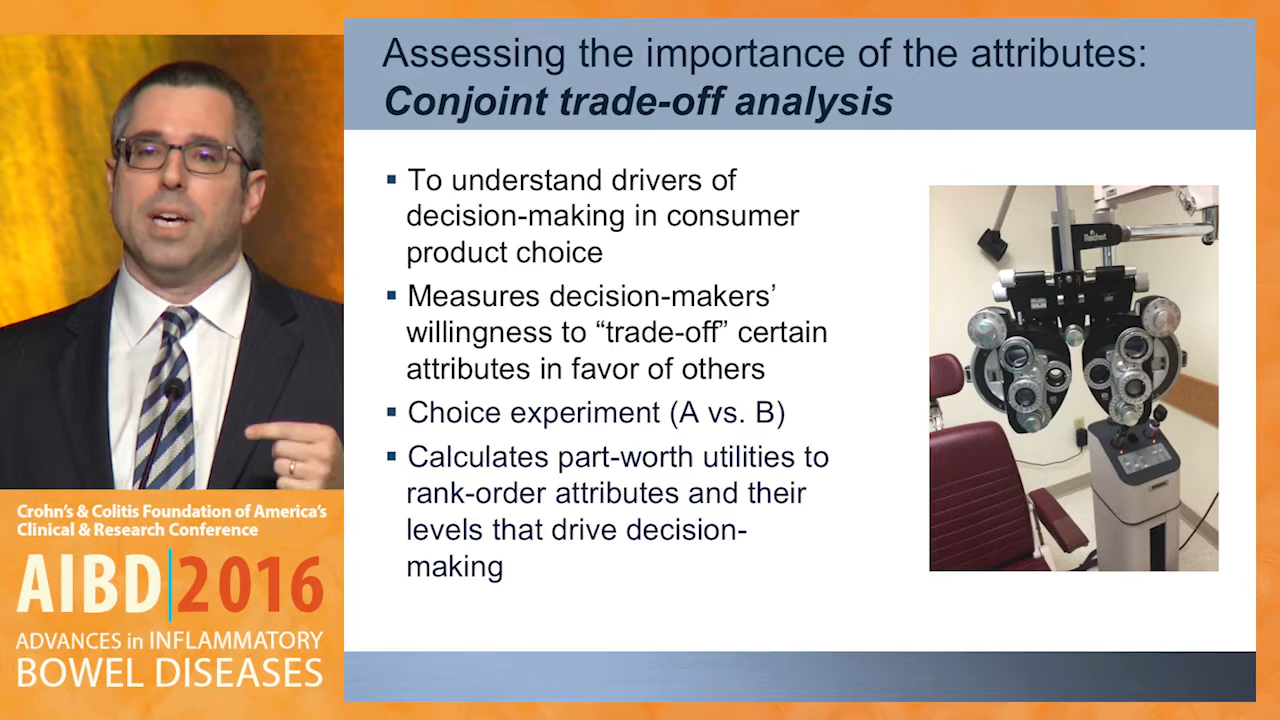 Assessing the importance of the attributes:
Conjoint trade-off analysis
▪ To understand drivers of
decision-making in consumer
product choice
▪ Measures decision-makers’
willingness to “trade-off” certain
attributes in favor of others
▪ Choice experiment (A vs. B)
▪ Calculates part-worth utilities to
rank-order attributes and their
levels that drive decision-
making
Reichert
Crohn’s & Colitis Foundation of America’s
Clinical & Research Conference
AIBD|2016
ADVANCES in INFLAMMATORY
BOWEL DISEASES